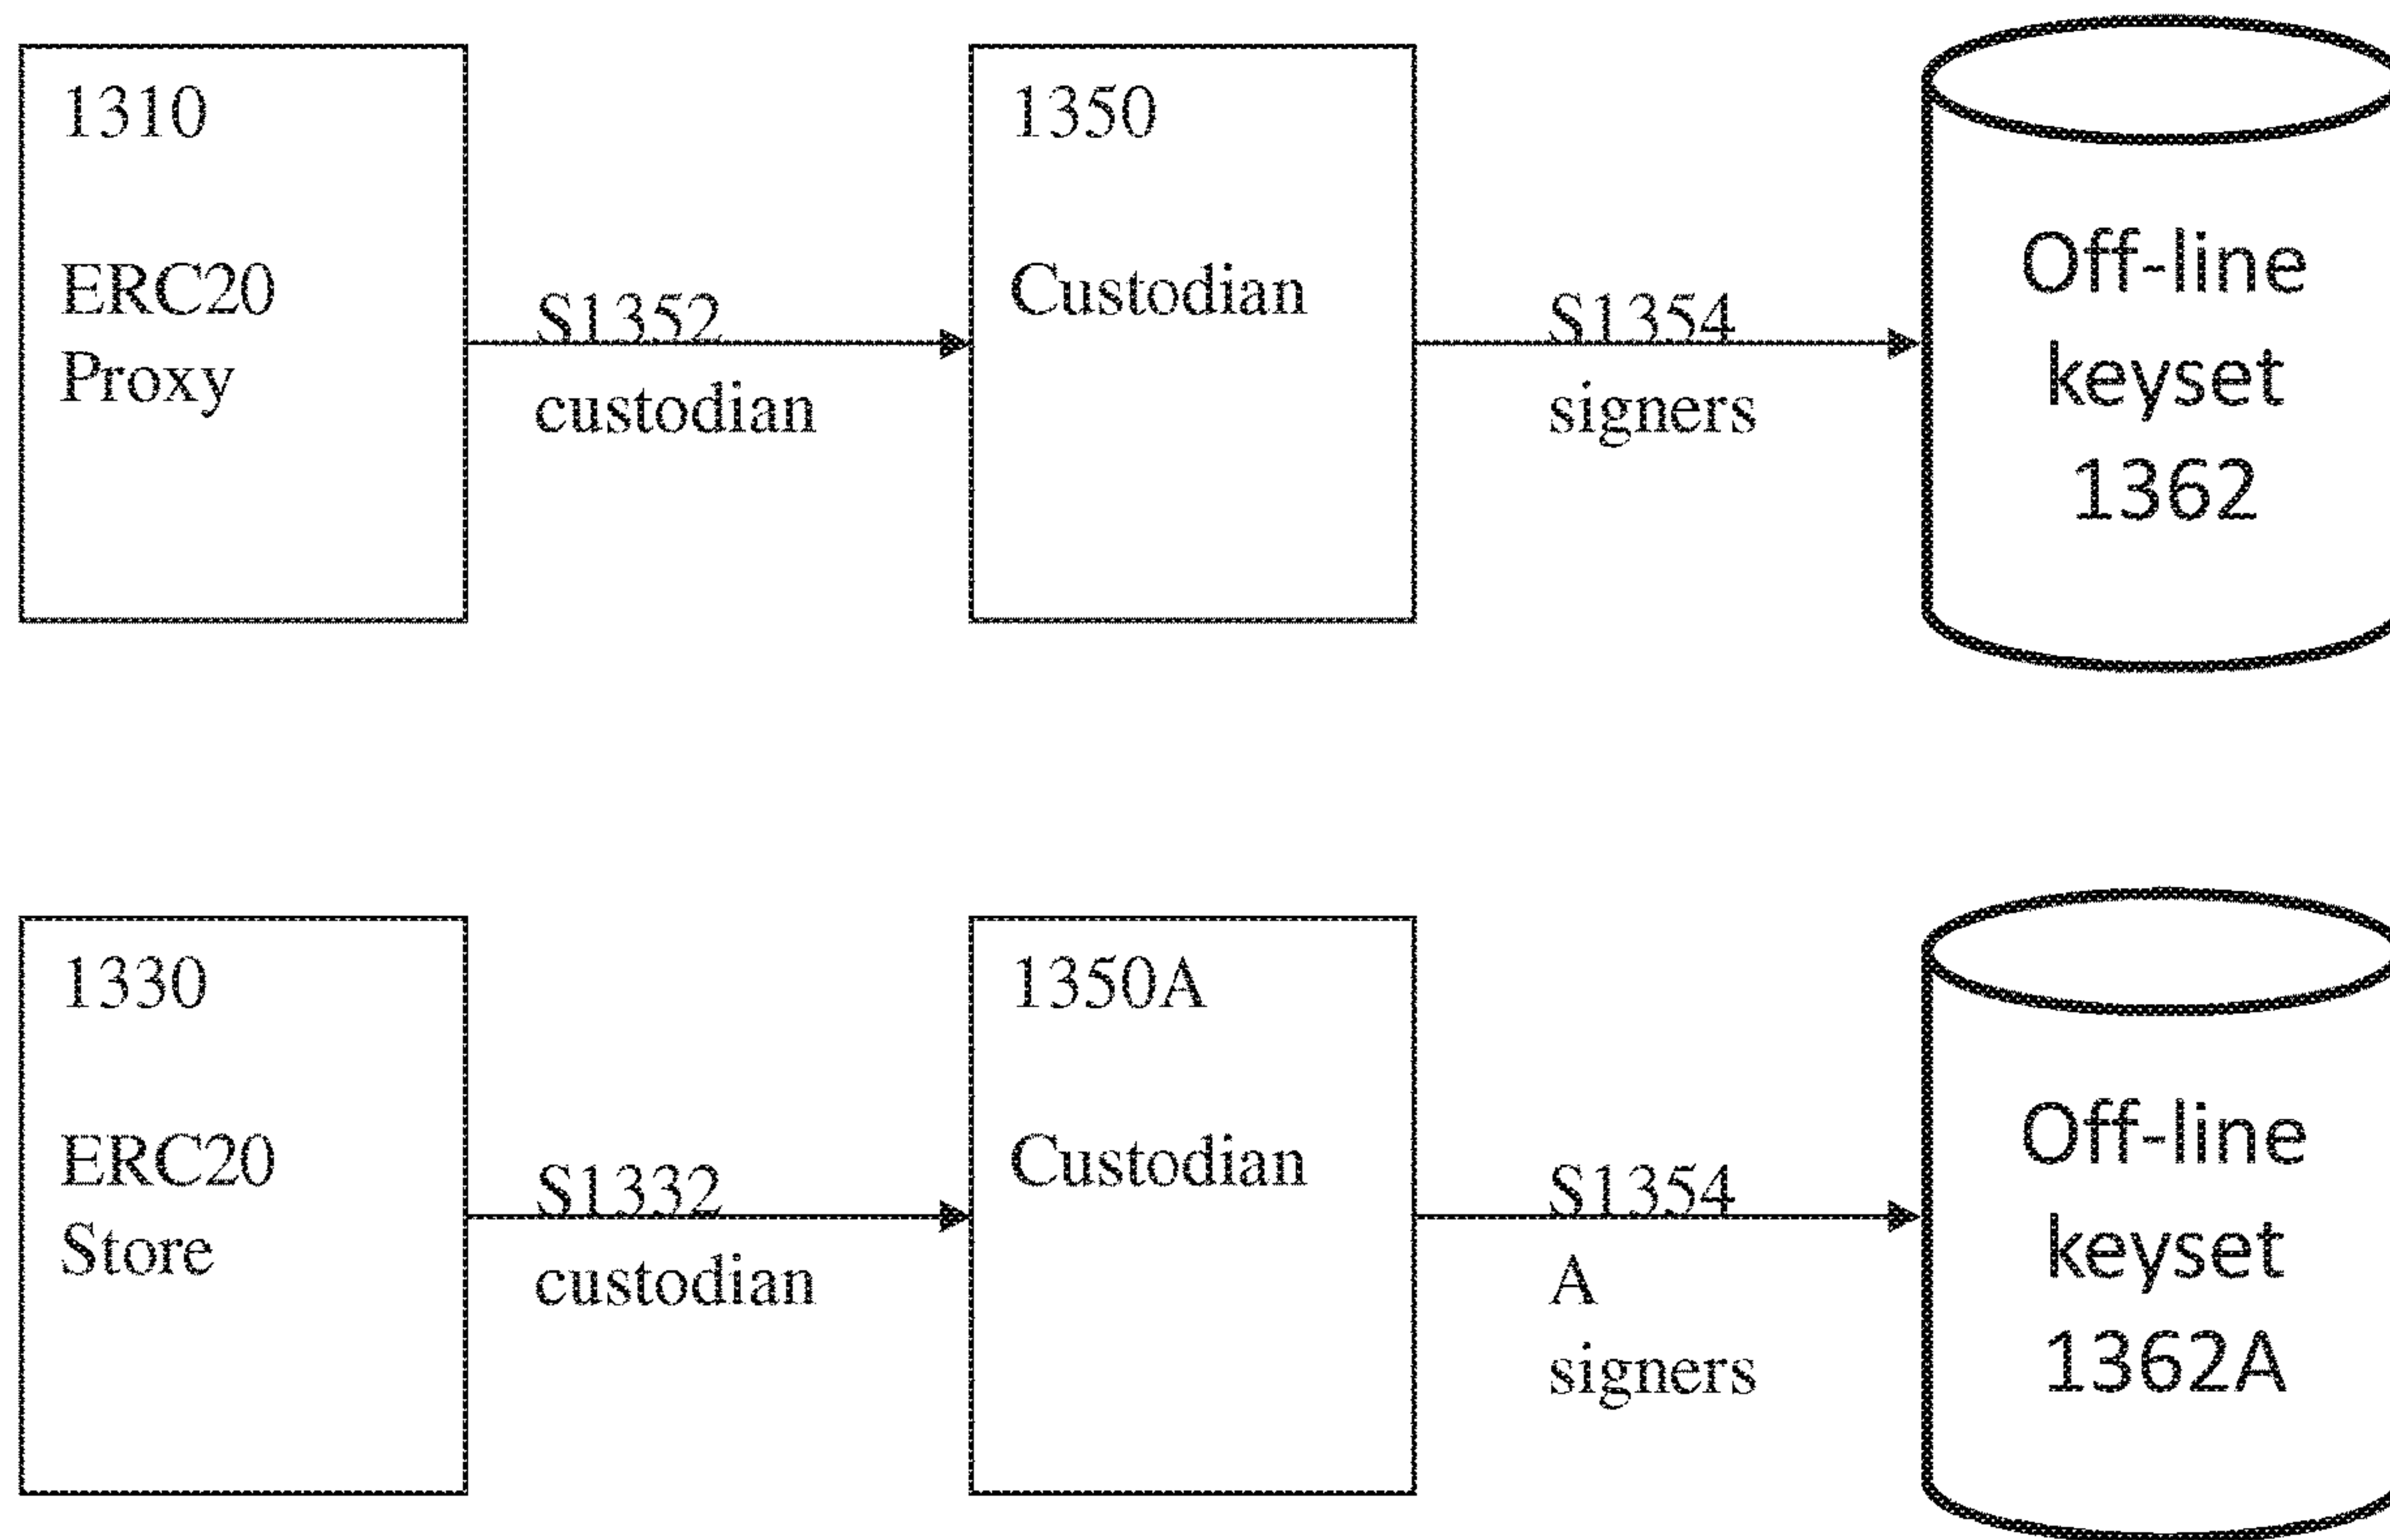 1310
ERC20
Proxy
S1352
custodian
1350
Custodian
S1354
signers
Off-line
keyset
1362
1330
ERC20
Store
S1332
custodian
1350A
Custodian
S1354
A
signers
Off-line
keyset
1362A